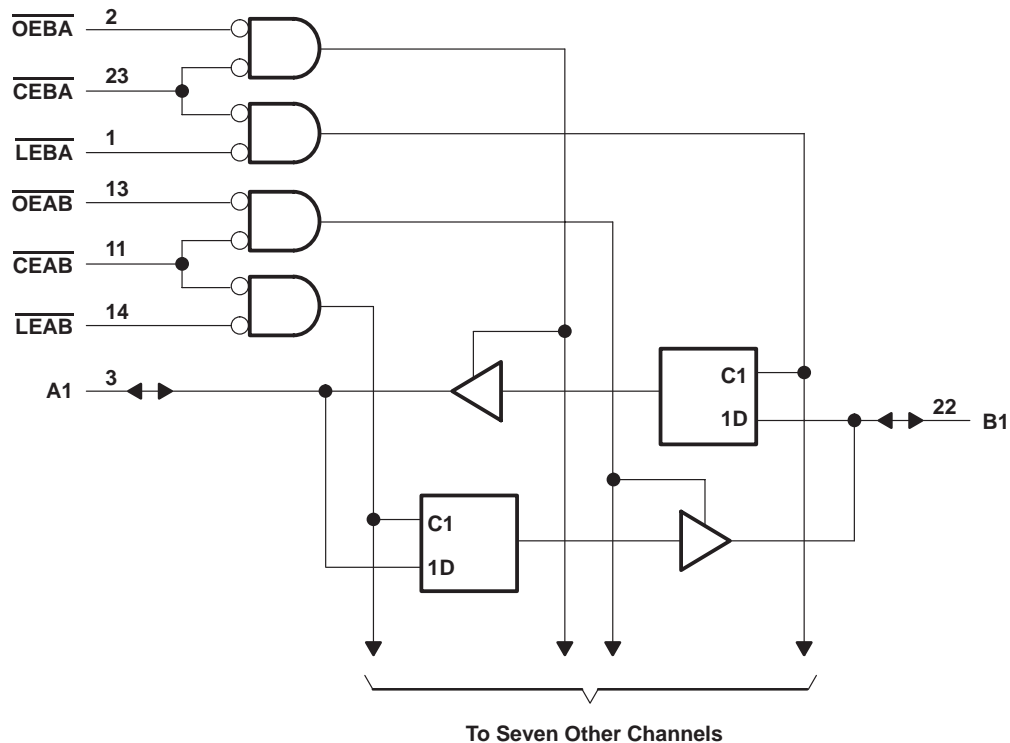 OEBA 2
CEBA 23
LEBA 1
OEAB 13
CEAB 11
LEAB 14
A1 3
C1
1D
22 B1
C1
1D
To Seven Other Channels